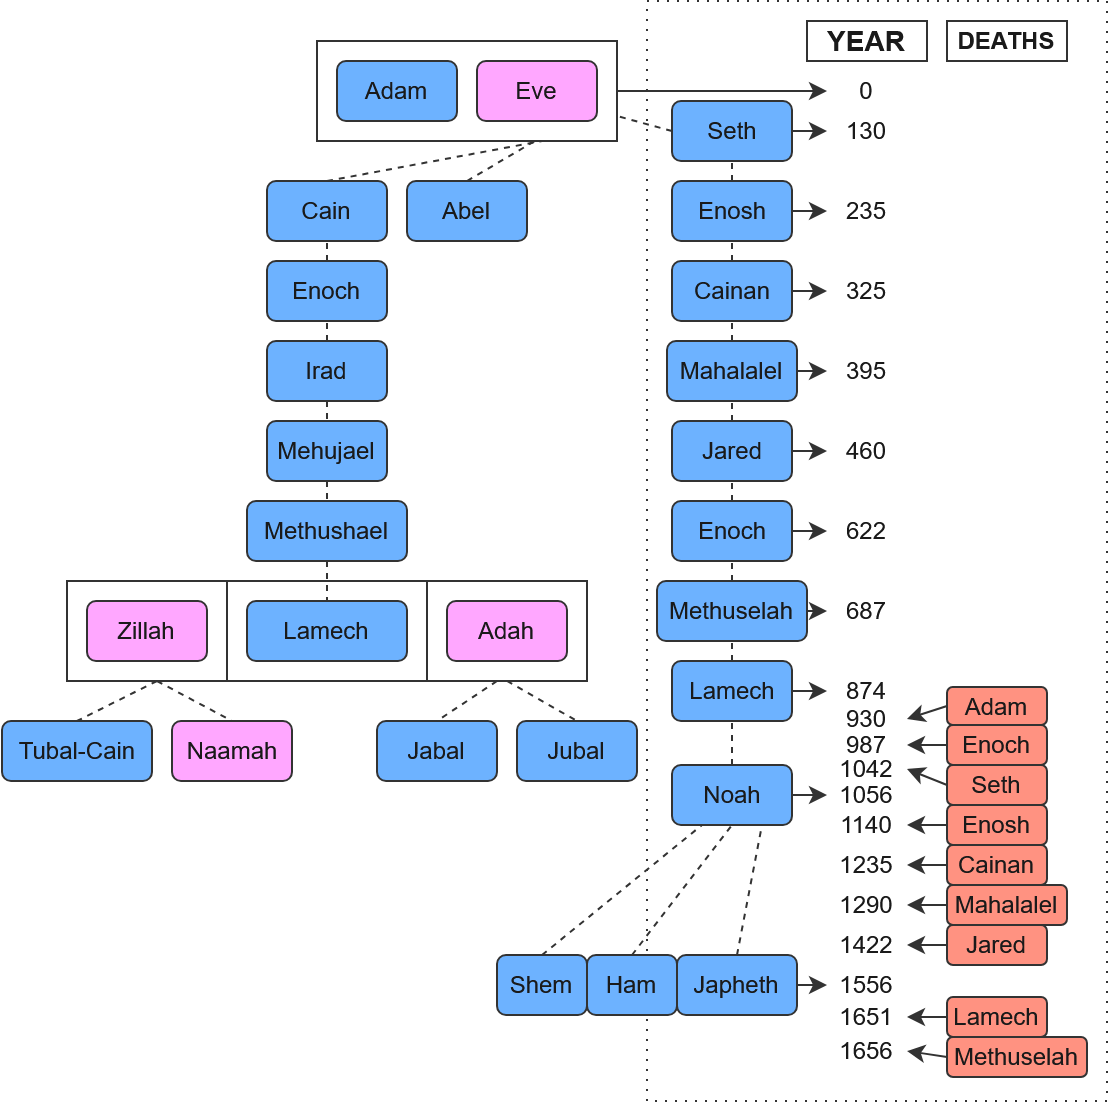 YEAR
DEATHS
Adam
Eve
0
Seth
130
Cain
Abel
Enosh
235
Enoch
Cainan
325
Irad
Mahalalel
395
Mehujael
Jared
460
Methushael
Enoch
622
Zillah
Lamech
Adah
Methuselah
687
Lamech
874
Adam
930
Tubal-Cain
Naamah
Jabal
Jubal
987
Enoch
1042
Seth
Noah
1056
1140
Enosh
1235
Cainan
1290
Mahalalel
1422
Jared
Shem
Ham
Japheth
1556
1651
Lamech
1656
Methuselah